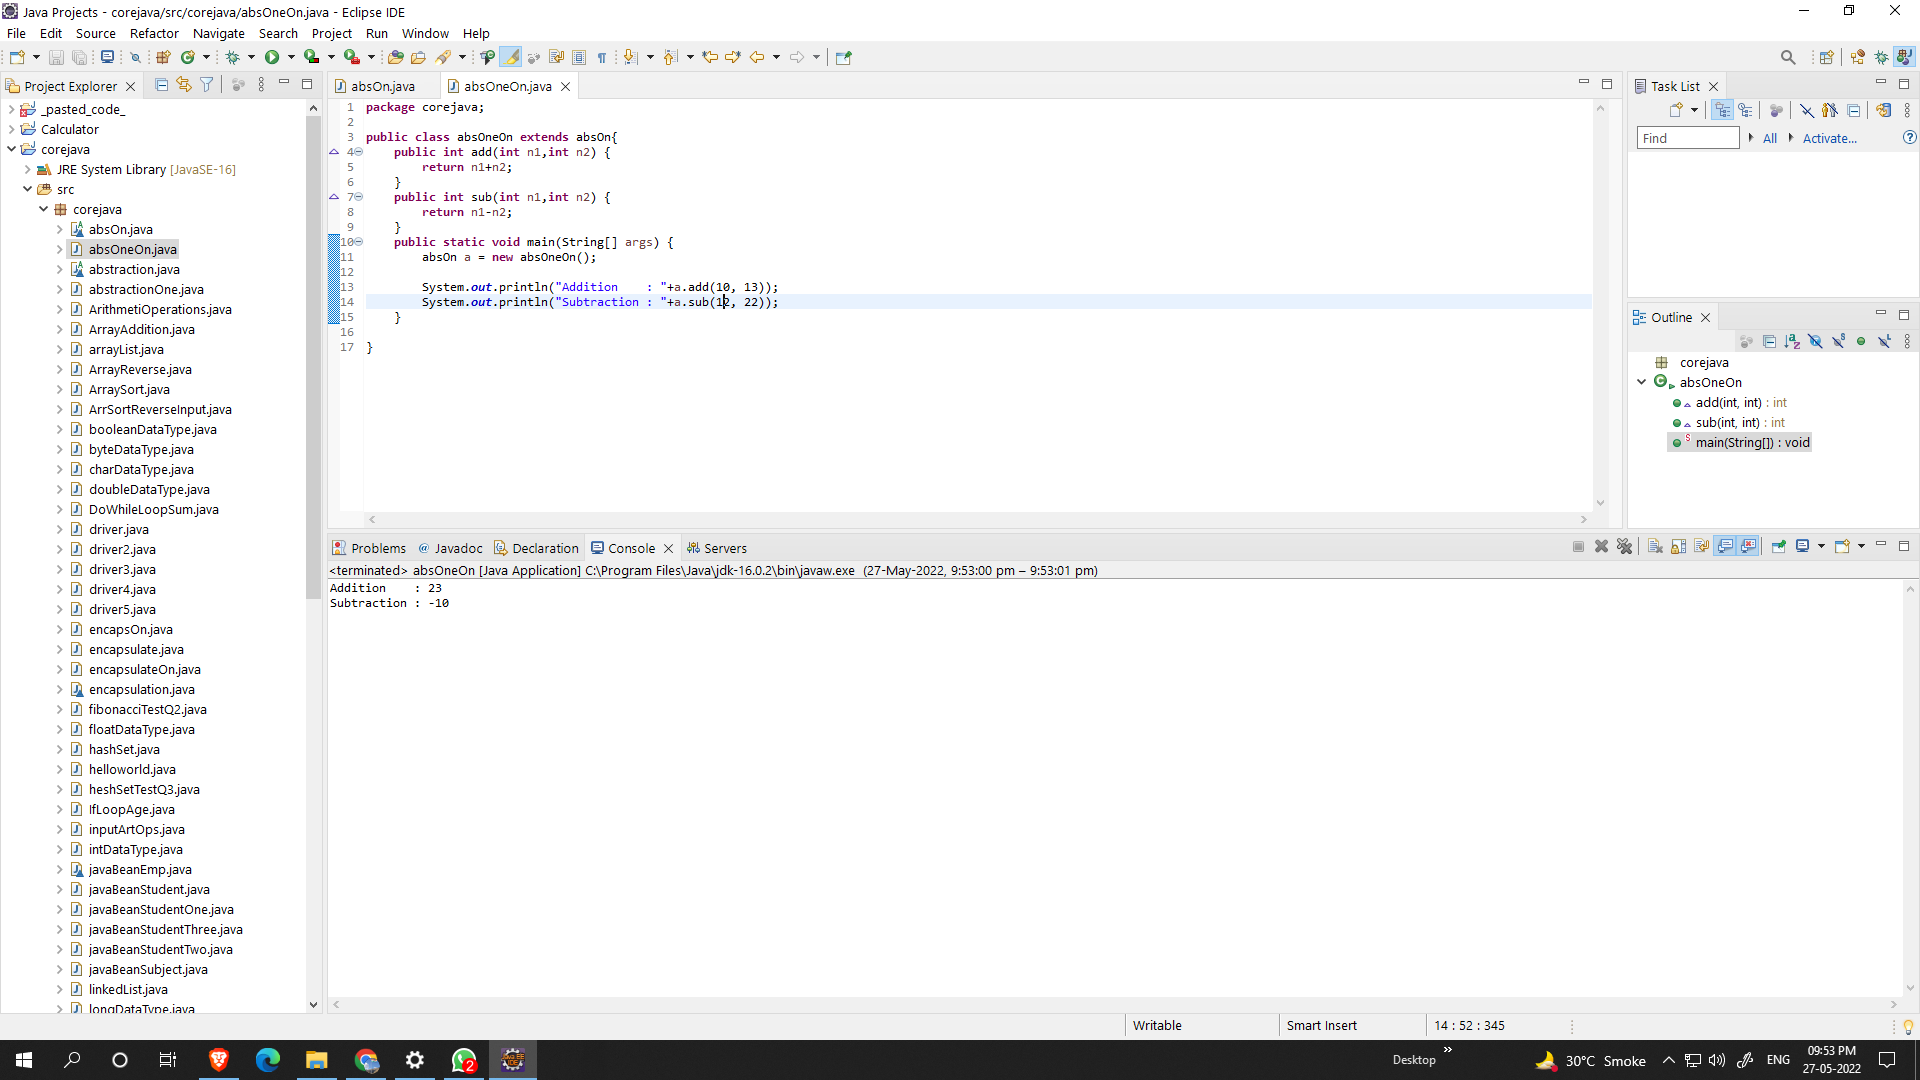 Java Projects - corejava/src/corejava/absOneOn.java - Eclipse IDE
File Edit Source Refactor Navigate Search Project Run Window Help
Project Explorer
_pasted_code_
Calculator
corejava
JRE System Library [JavaSE-16]
src
corejava
absOn.java
absOneOn.java
abstraction.java
abstractionOne.java
ArithmetiOperations.java
ArrayAddition.java
arrayList.java
ArrayReverse.java
ArraySort.java
ArrSortReverseInput.java
booleanDataType.java
byteDataType.java
charDataType.java
doubleDataType.java
DoWhileLoopSum.java
driver.java
driver2.java
driver3.java
driver4.java
driver5.java
encapsOn.java
encapsulate.java
encapsulateOn.java
encapsulation.java
fibonacciTestQ2.java
floatDataType.java
hashSet.java
helloworld.java
heshSetTestQ3.java
IfLoopAge.java
inputArtOps.java
intDataType.java
javaBeanEmp.java
javaBeanStudent.java
javaBeanStudentOne.java
javaBeanStudentThree.java
javaBeanStudentTwo.java
javaBeanSubject.java
linkedList.java
longDataType.java
absOn.java absOneOn.java
1 package corejava;
2
3 public class absOneOn extends absOn{
4 public int add(int n1,int n2) {
5 return n1+n2;
6 }
7 public int sub(int n1,int n2) {
8 return n1-n2;
9 }
10 public static void main(String[] args) {
11 absOn a = new absOneOn();
12
13 System.out.println("Addition    : "+a.add(10, 13));
14 System.out.println("Subtraction : "+a.sub(12, 22));
15 }
16
17 }
Task List
Find All Activate...
Outline
corejava
absOneOn
add(int, int) : int
sub(int, int) : int
main(String[]) : void
Problems Javadoc Declaration Console Servers
<terminated> absOneOn [Java Application] C:\Program Files\Java\jdk-16.0.2\bin\javaw.exe (27-May-2022, 9:53:00 pm – 9:53:01 pm)
Addition    : 23
Subtraction : -10
Writable Smart Insert 14 : 52 : 345
2
Desktop 30°C Smoke ENG 09:53 PM
27-05-2022